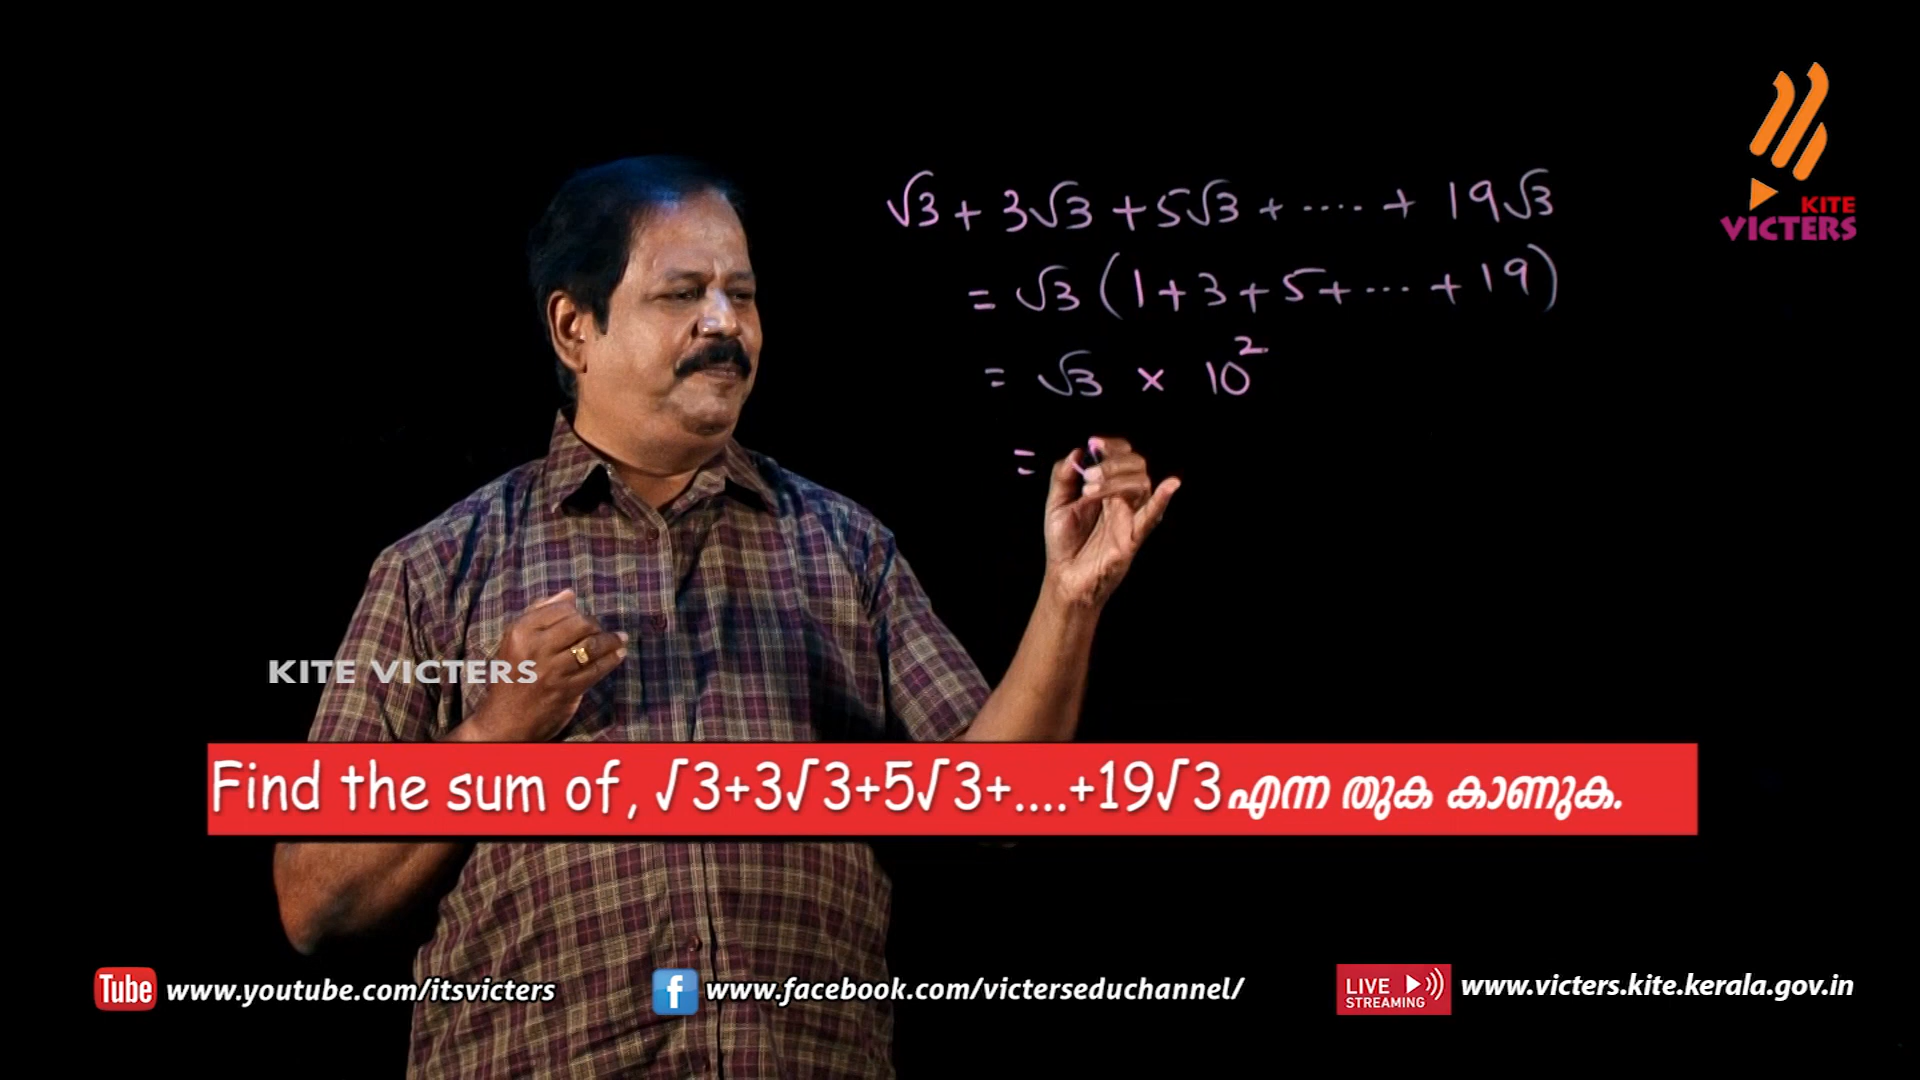 √3 + 3√3 + 5√3 + ···· + 19√3
= √3 (1 + 3 + 5 + ··· + 19)
= √3 × 10²
=
KITE
VICTERS
KITE VICTERS
Find the sum of, √3+3√3+5√3+....+19√3 എന്ന തുക കാണുക.
Tube www.youtube.com/itsvicters
f www.facebook.com/victerseduchannel/
LIVE
STREAMING
www.victers.kite.kerala.gov.in